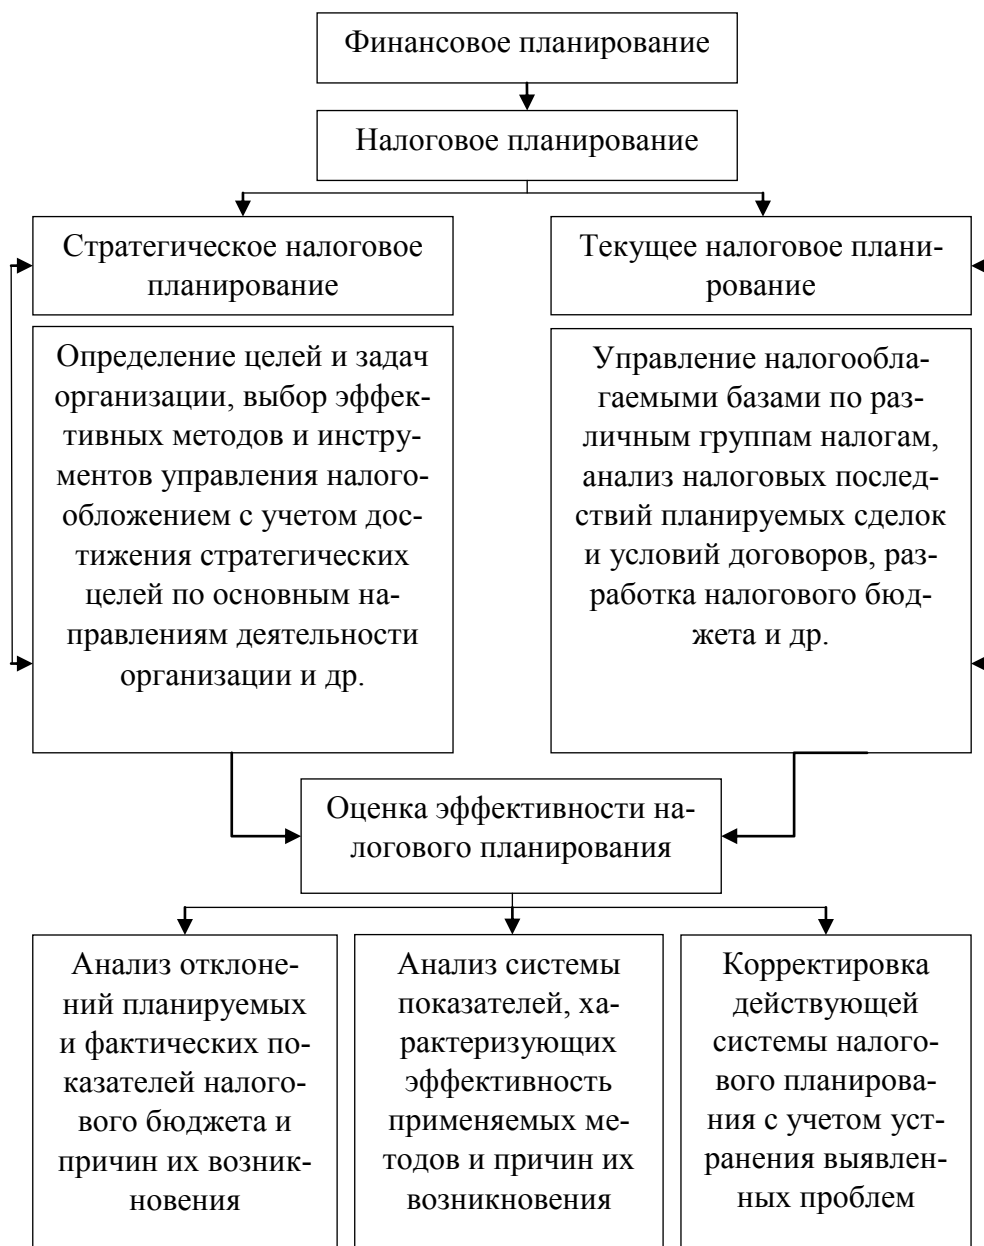 Финансовое планирование
Налоговое планирование
Стратегическое налоговое
планирование
Текущее налоговое плани-
рование
Определение целей и задач
организации, выбор эффек-
тивных методов и инстру-
ментов управления налого-
обложением с учетом дос-
тижения стратегических
целей по основным на-
правлениям деятельности
организации и др.
Управление налогообла-
гаемыми базами по раз-
личным группам налогам,
анализ налоговых послед-
ствий планируемых сделок
и условий договоров, раз-
работка налогового бюд-
жета и др.
Оценка эффективности на-
логового планирования
Анализ отклоне-
ний планируемых
и фактических по-
казателей налого-
вого бюджета и
причин их возник-
новения
Анализ системы
показателей, ха-
рактеризующих
эффективность
применяемых ме-
тодов и причин их
возникновения
Корректировка
действующей
системы налого-
вого планирова-
ния с учетом уст-
ранения выявлен-
ных проблем